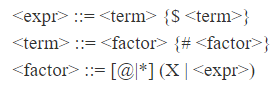 <expr> ::= <term> {$ <term>}
<term> ::= <factor> {# <factor>}
<factor> ::= [@|*] (X | <expr>)